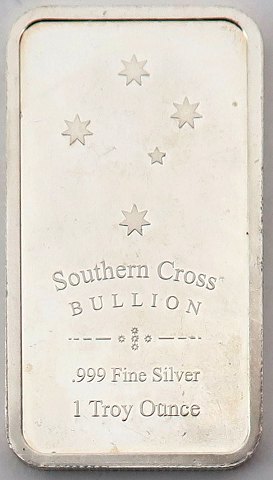 Southern Cross
BULLION
.999 Fine Silver
1 Troy Ounce